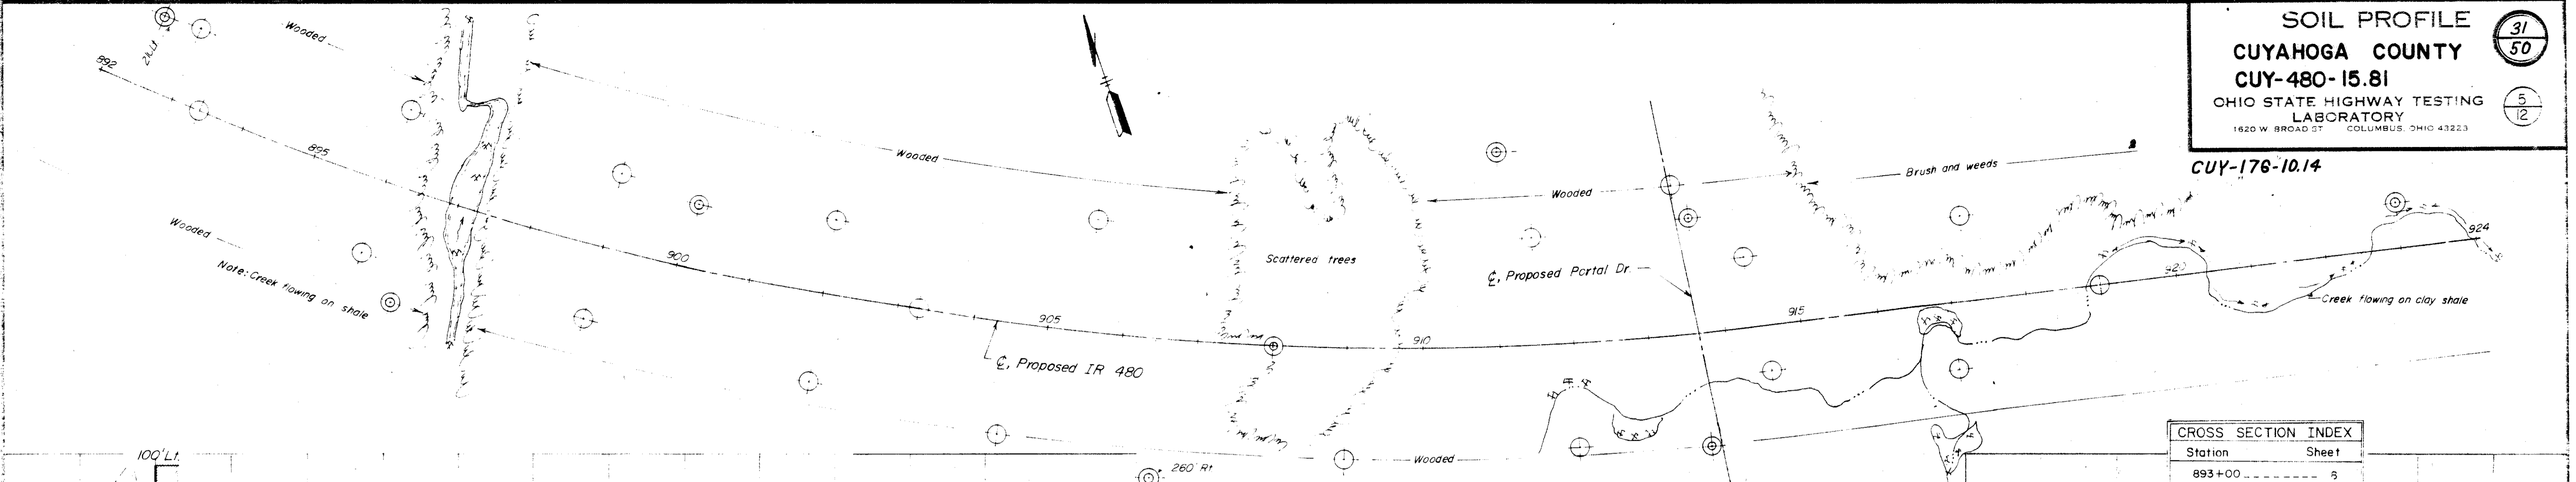 SOIL PROFILE
CUYAHOGA COUNTY
CUY-480-15.81
OHIO STATE HIGHWAY TESTING
LABORATORY
1620 W. BROAD ST COLUMBUS, OHIO 43223
31
50
5
12
CUY-176-10.14
892
Wooded
895
Wooded
Note: Creek flowing on shale
900
Wooded
905
₵, Proposed IR 480
Scattered trees
910
Wooded
₵, Proposed Portal Dr.
Brush and weeds
915
920
924
Creek flowing on clay shale
Wooded
100' Lt.
260' Rt
CROSS SECTION INDEX
Station Sheet
893+00